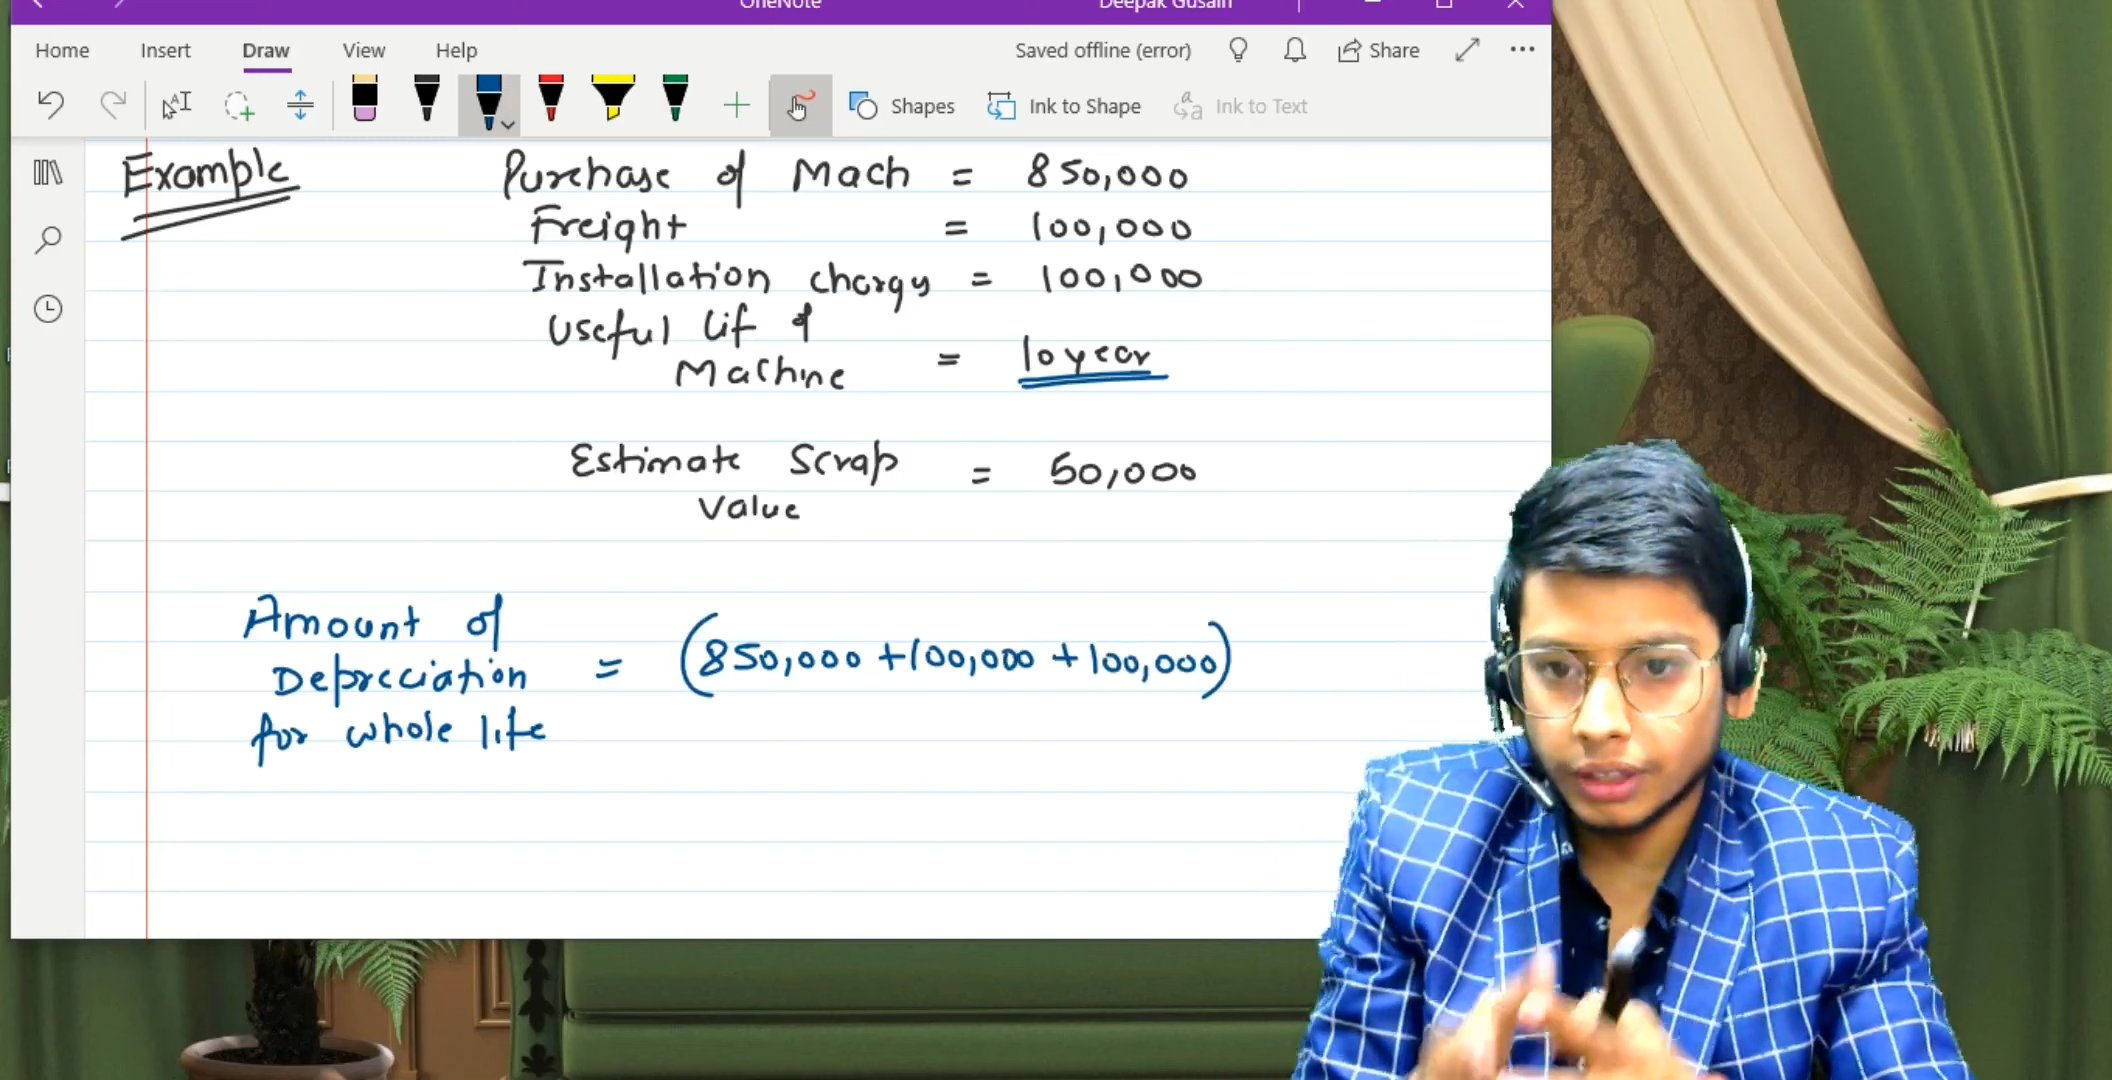 OneNote
Deepak Gusain
Home Insert Draw View Help
Saved offline (error) Share
Shapes Ink to Shape Ink to Text
Example
Purchase of Mach = 850,000
Freight = 100,000
Installation chargy = 100,000
Useful lif of
Machine = 10 year
Estimate Scrap = 50,000
Value
Amount of
Depreciation = (850,000 + 100,000 + 100,000)
for whole life